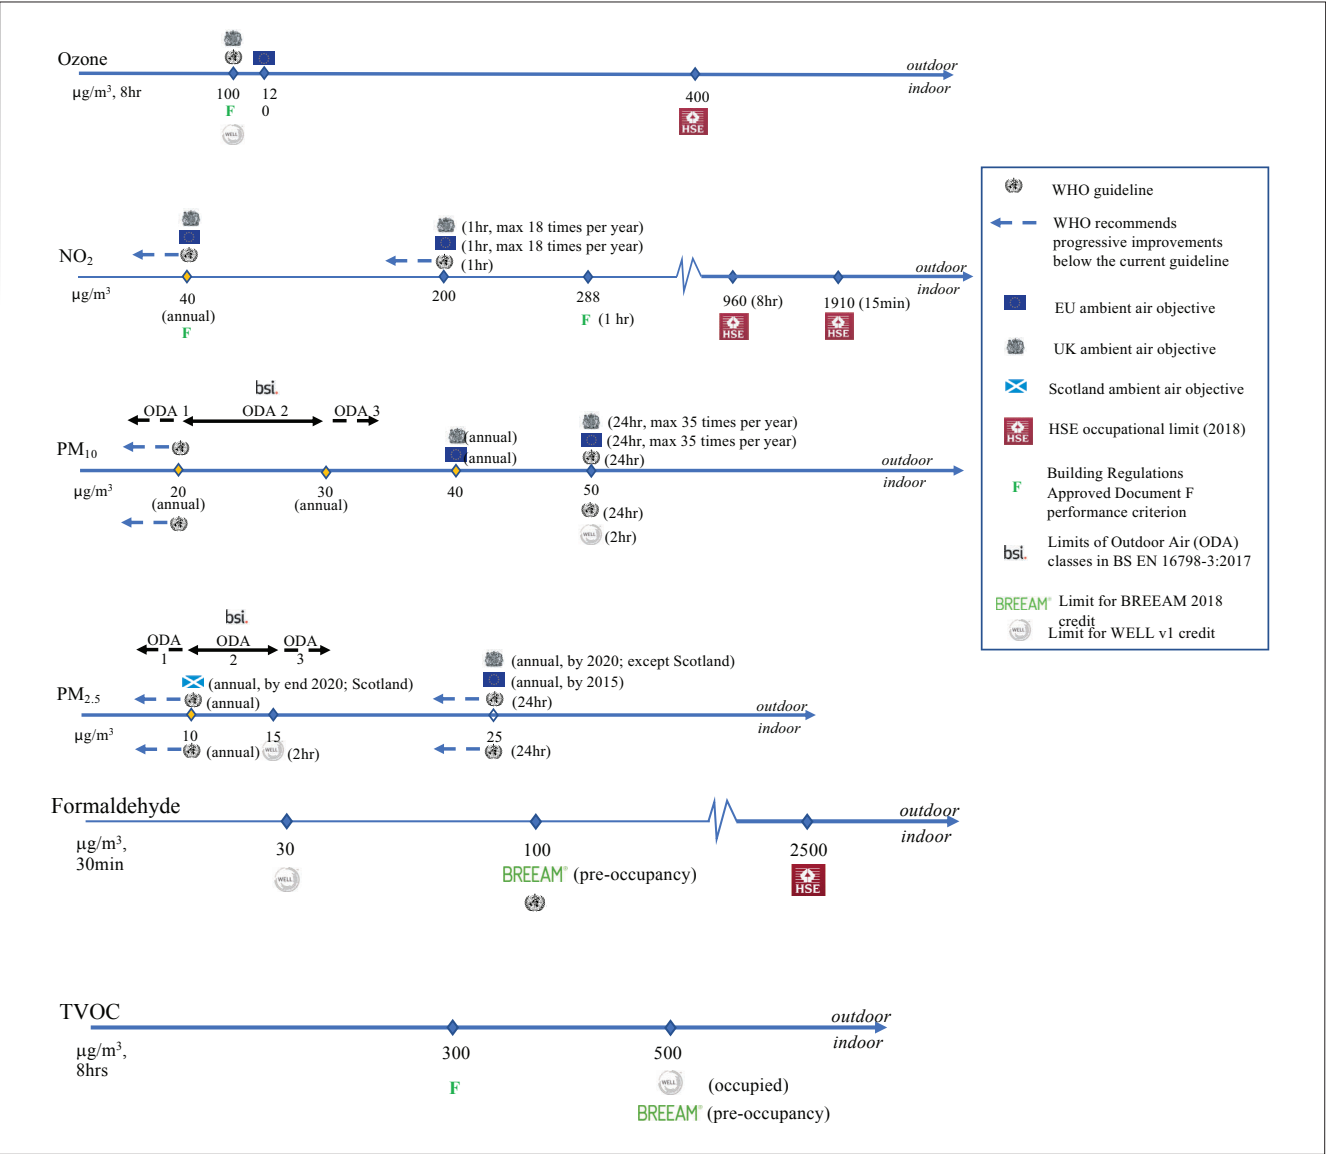 Ozone
outdoor
µg/m³, 8hr
indoor
100
12
0
400
F
WELL
HSE
(1hr, max 18 times per year)
(1hr, max 18 times per year)
(1hr)
NO₂
outdoor
µg/m³
indoor
40
(annual)
F
200
288
F (1 hr)
960 (8hr)
1910 (15min)
HSE
HSE
bsi.
ODA 1
ODA 2
ODA 3
(annual)
(annual)
(24hr, max 35 times per year)
(24hr, max 35 times per year)
(24hr)
PM₁₀
outdoor
µg/m³
indoor
20
(annual)
30
(annual)
40
50
(24hr)
WELL (2hr)
bsi.
ODA
1
ODA
2
ODA
3
(annual, by end 2020; Scotland)
(annual)
(annual, by 2020; except Scotland)
(annual, by 2015)
(24hr)
PM₂.₅
outdoor
µg/m³
indoor
10
15
25
(annual)
WELL (2hr)
(24hr)
Formaldehyde
outdoor
µg/m³,
30min
indoor
30
100
2500
WELL
BREEAM® (pre-occupancy)
HSE
TVOC
outdoor
µg/m³,
8hrs
indoor
300
500
F
WELL (occupied)
BREEAM® (pre-occupancy)
WHO guideline
WHO recommends
progressive improvements
below the current guideline
EU ambient air objective
UK ambient air objective
Scotland ambient air objective
HSE HSE occupational limit (2018)
F
Building Regulations
Approved Document F
performance criterion
bsi.
Limits of Outdoor Air (ODA)
classes in BS EN 16798-3:2017
BREEAM® Limit for BREEAM 2018
credit
WELL Limit for WELL v1 credit